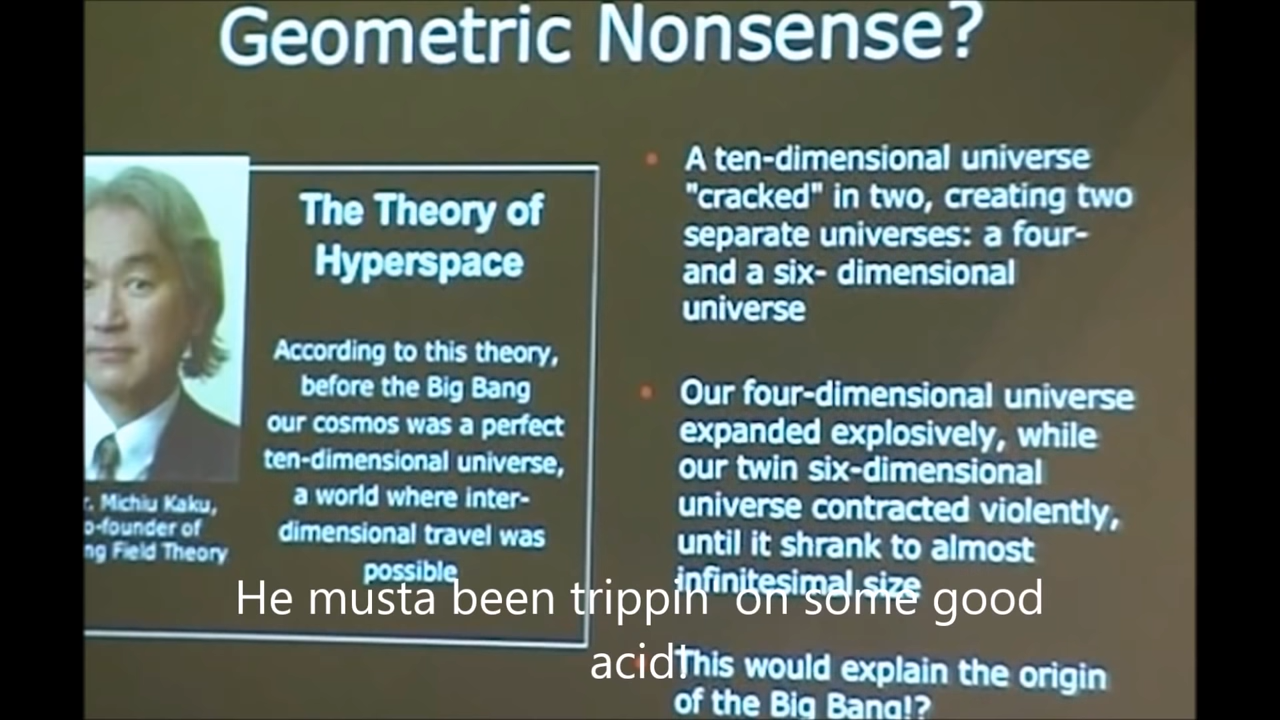 Geometric Nonsense?
The Theory of
Hyperspace
According to this theory,
before the Big Bang
our cosmos was a perfect
ten-dimensional universe,
a world where inter-
dimensional travel was
possible
. Michiu Kaku,
o-founder of
ng Field Theory
A ten-dimensional universe
"cracked" in two, creating two
separate universes: a four-
and a six- dimensional
universe
Our four-dimensional universe
expanded explosively, while
our twin six-dimensional
universe contracted violently,
until it shrank to almost
infinitesimal size
This would explain the origin
of the Big Bang!?
He musta been trippin' on some good
acid!